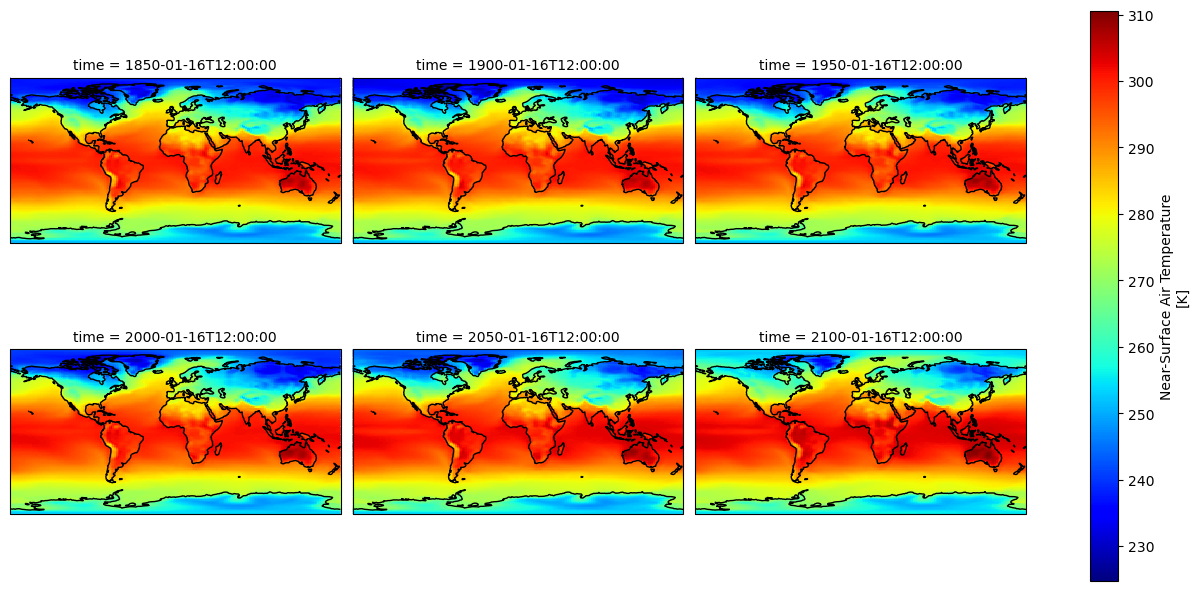 time = 1850-01-16T12:00:00
time = 1900-01-16T12:00:00
time = 1950-01-16T12:00:00
time = 2000-01-16T12:00:00
time = 2050-01-16T12:00:00
time = 2100-01-16T12:00:00
310
300
290
280
270
260
250
240
230
Near-Surface Air Temperature
[K]